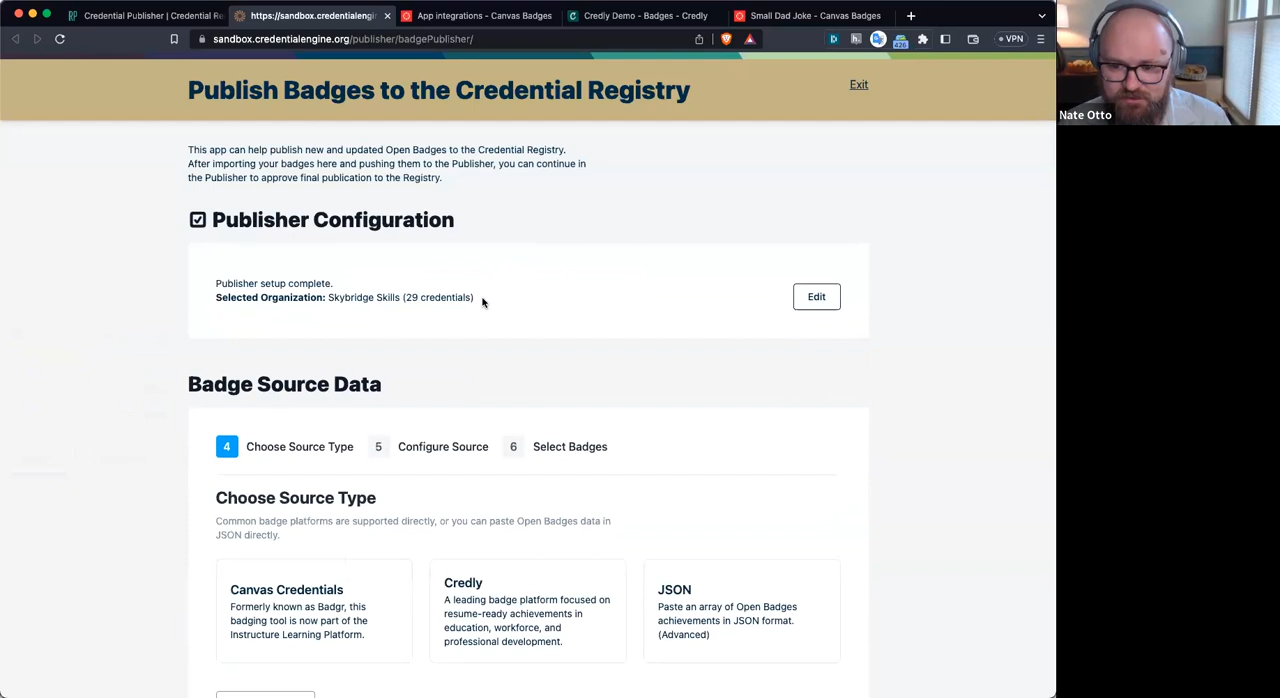 Credential Publisher | Credential Re
https://sandbox.credentialengi
App integrations - Canvas Badges
Credly Demo - Badges - Credly
Small Dad Joke - Canvas Badges
sandbox.credentialengine.org/publisher/badgePublisher/
426
VPN
Nate Otto
Publish Badges to the Credential Registry
Exit
This app can help publish new and updated Open Badges to the Credential Registry.
After importing your badges here and pushing them to the Publisher, you can continue in
the Publisher to approve final publication to the Registry.
Publisher Configuration
Publisher setup complete.
Selected Organization: Skybridge Skills (29 credentials)
Edit
Badge Source Data
4 Choose Source Type 5 Configure Source 6 Select Badges
Choose Source Type
Common badge platforms are supported directly, or you can paste Open Badges data in
JSON directly.
Canvas Credentials
Formerly known as Badgr, this
badging tool is now part of the
Instructure Learning Platform.
Credly
A leading badge platform focused on
resume-ready achievements in
education, workforce, and
professional development.
JSON
Paste an array of Open Badges
achievements in JSON format.
(Advanced)